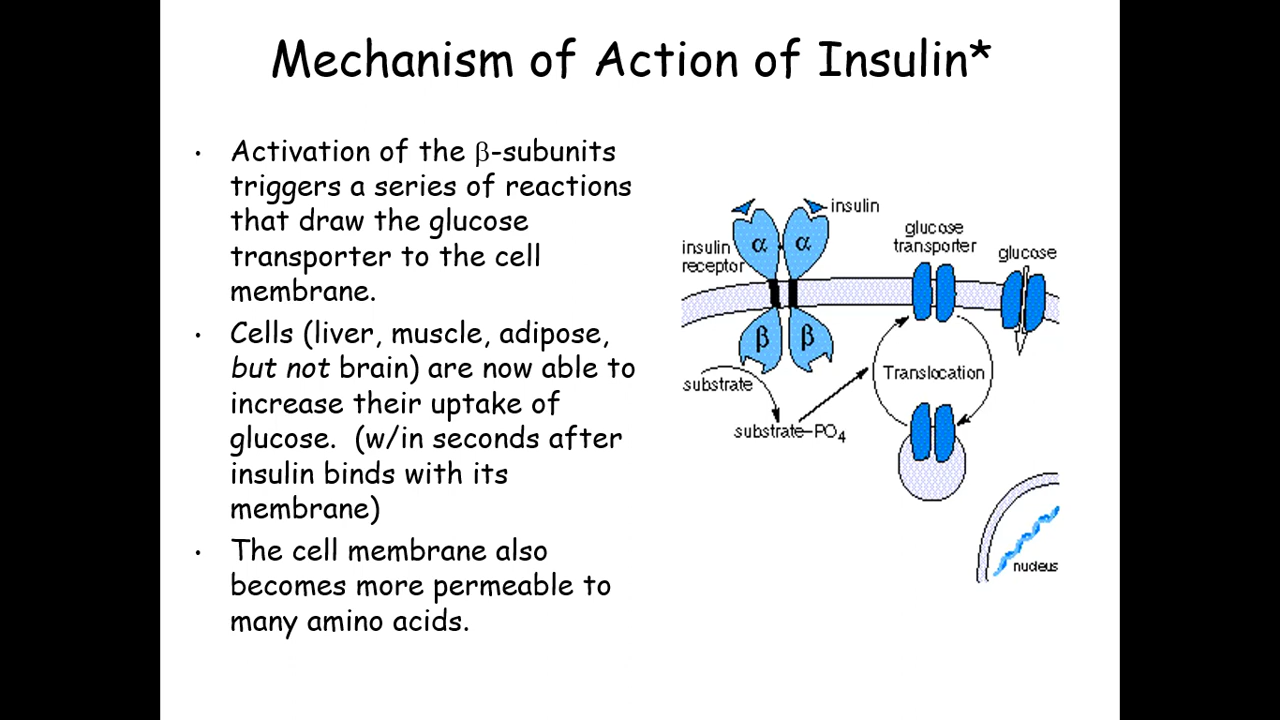 Mechanism of Action of Insulin*
• Activation of the β-subunits
triggers a series of reactions
that draw the glucose
transporter to the cell
membrane.
• Cells (liver, muscle, adipose,
but not brain) are now able to
increase their uptake of
glucose. (w/in seconds after
insulin binds with its
membrane)
• The cell membrane also
becomes more permeable to
many amino acids.
insulin
insulin
receptor
α
α
β
β
glucose
transporter
glucose
substrate
substrate–PO4
Translocation
nucleus